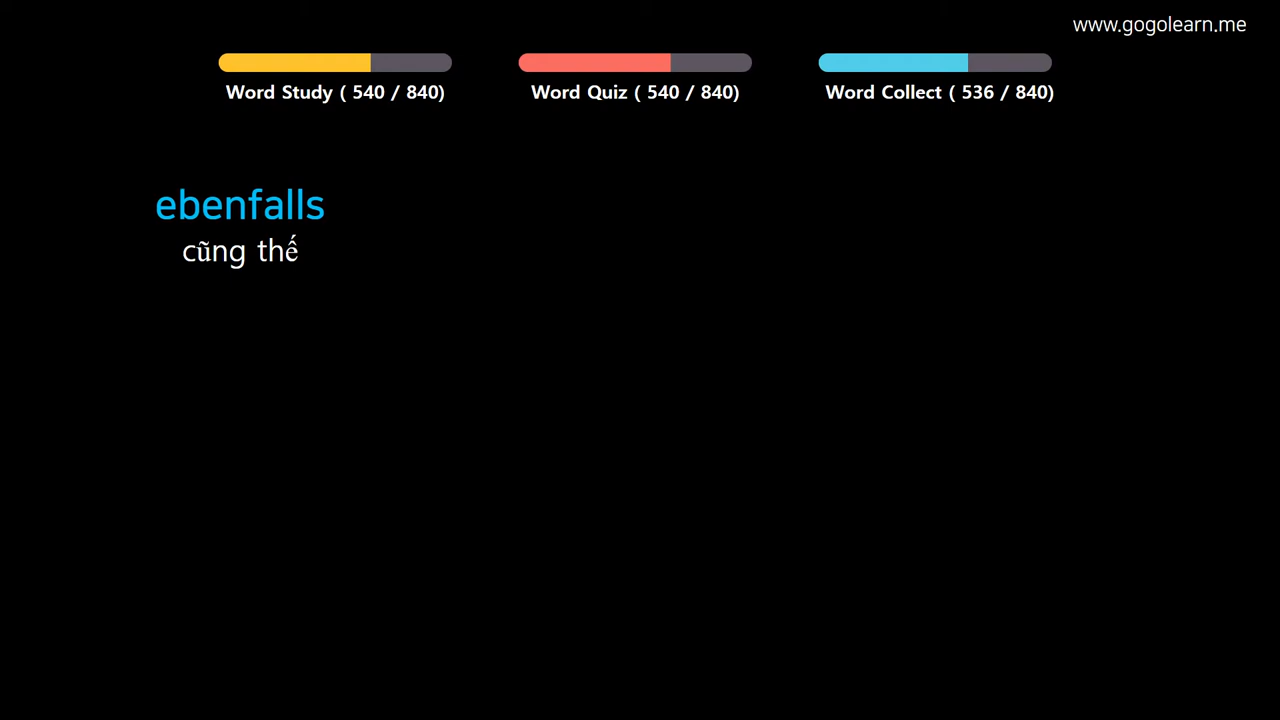 www.gogolearn.me
Word Study ( 540 / 840)
Word Quiz ( 540 / 840)
Word Collect ( 536 / 840)
ebenfalls
cũng thế